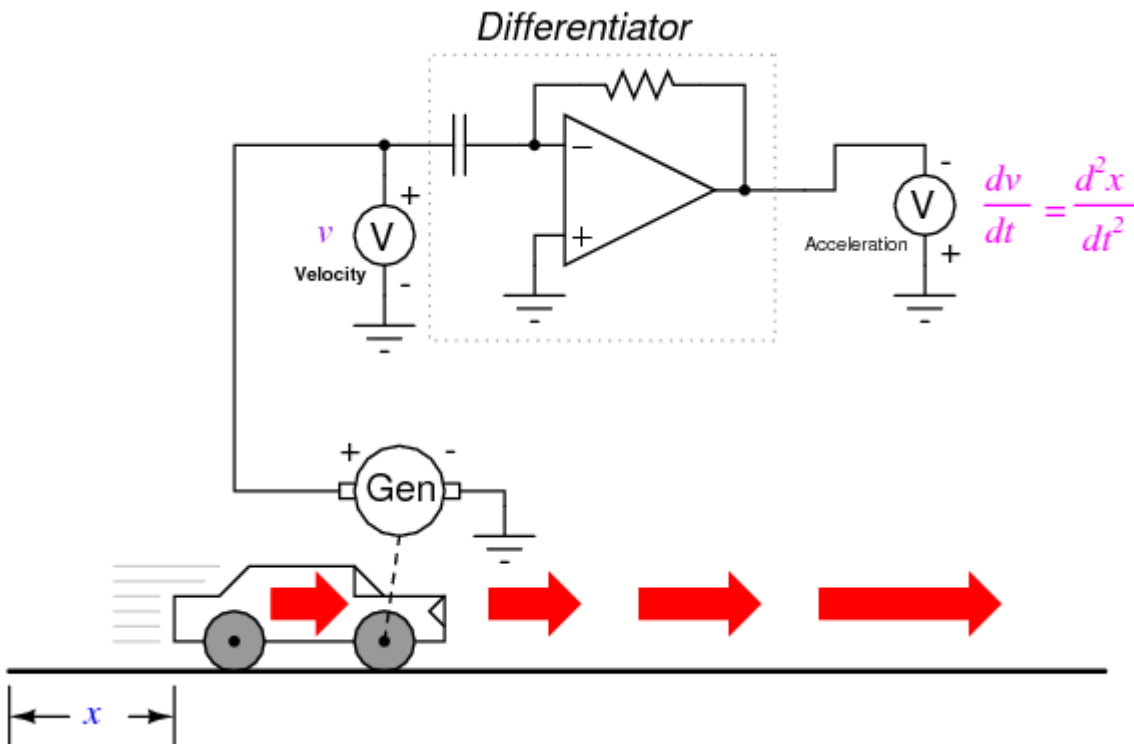 Differentiator
−
+
+
v
V
Velocity
-
-
-
-
V
Acceleration
+
-
dv/dt = d²x/dt²
+
-
Gen
-
x